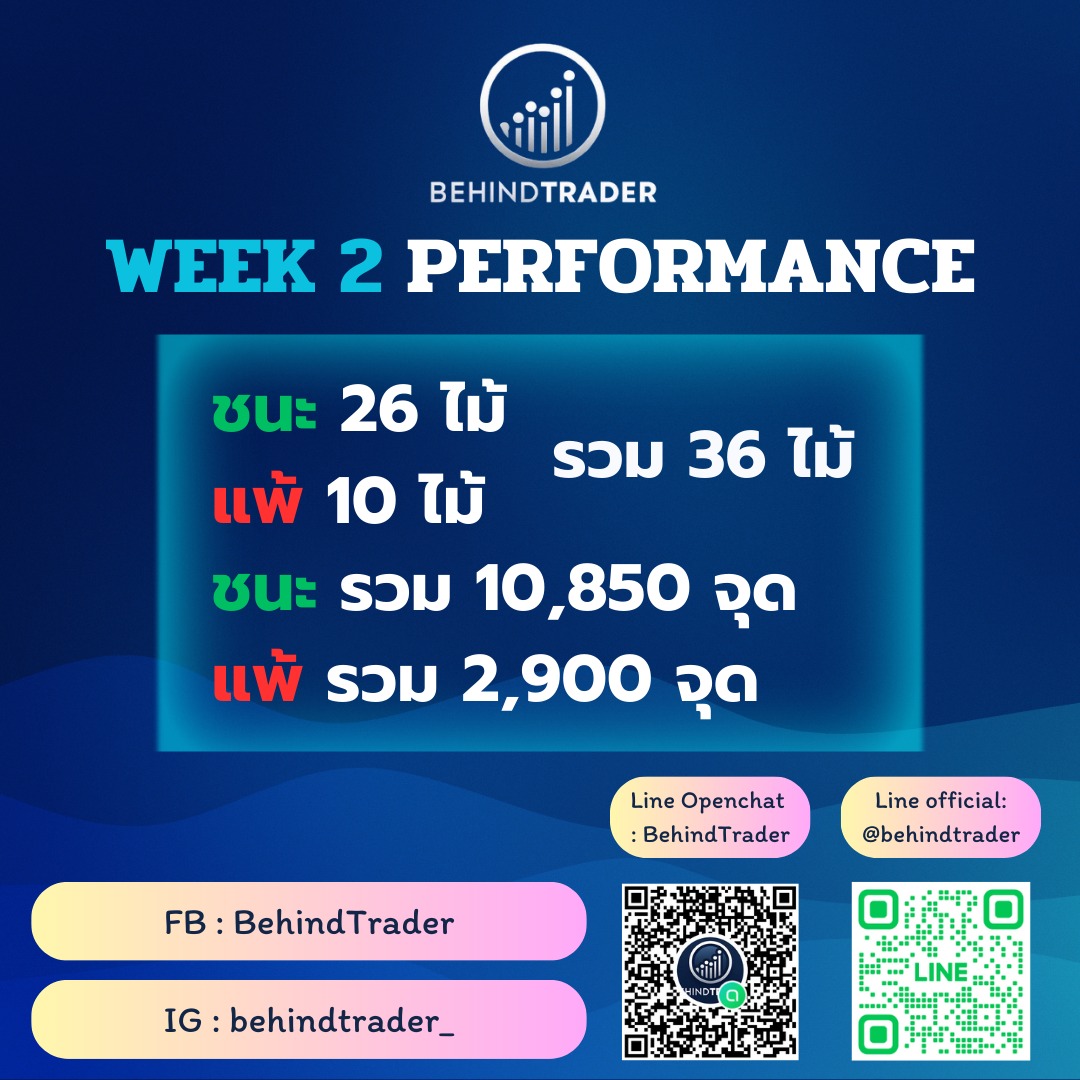 BEHINDTRADER
WEEK 2 PERFORMANCE
ชนะ 26 ไม้
รวม 36 ไม้
แพ้ 10 ไม้
ชนะ รวม 10,850 จุด
แพ้ รวม 2,900 จุด
Line Openchat
: BehindTrader
Line official:
@behindtrader
FB : BehindTrader
IG : behindtrader_
LINE